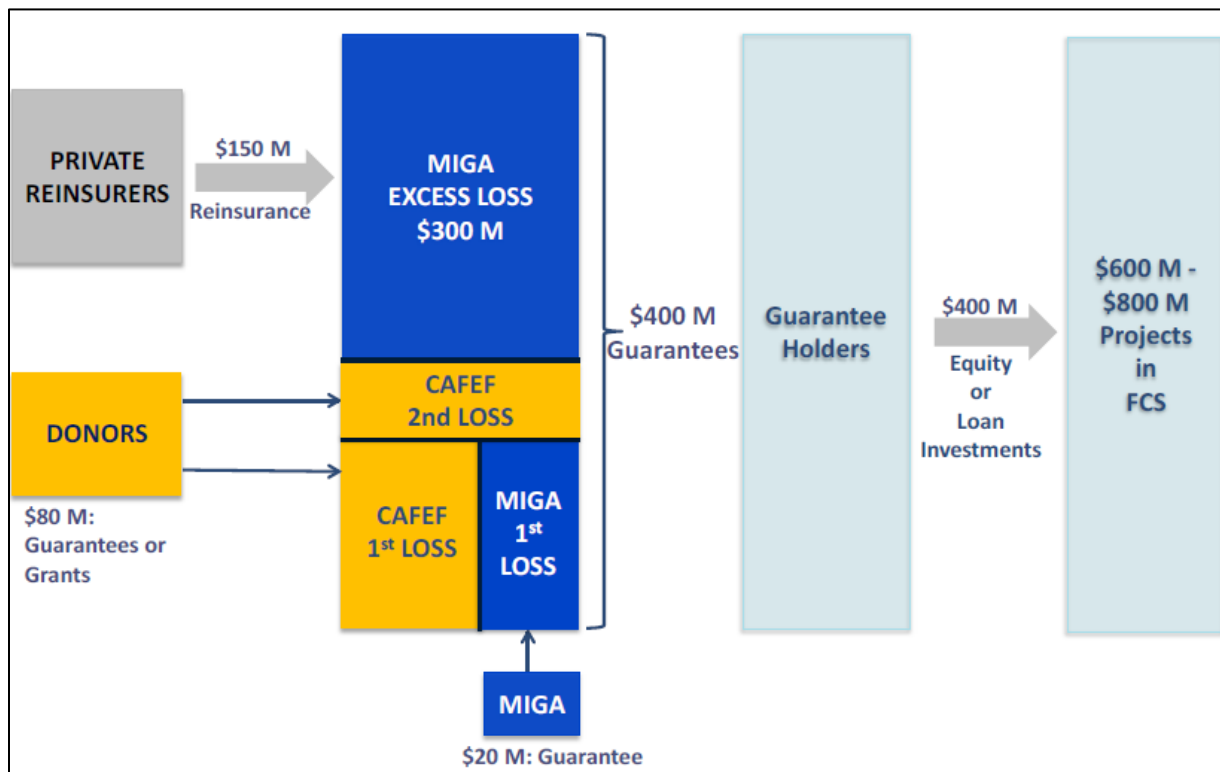 PRIVATE
REINSURERS
$150 M
Reinsurance
MIGA
EXCESS LOSS
$300 M
$400 M
Guarantees
Guarantee
Holders
$400 M
Equity
or
Loan
Investments
$600 M -
$800 M
Projects
in
FCS
DONORS
$80 M:
Guarantees or
Grants
CAFEF
2nd LOSS
CAFEF
1st LOSS
MIGA
1st
LOSS
MIGA
$20 M: Guarantee